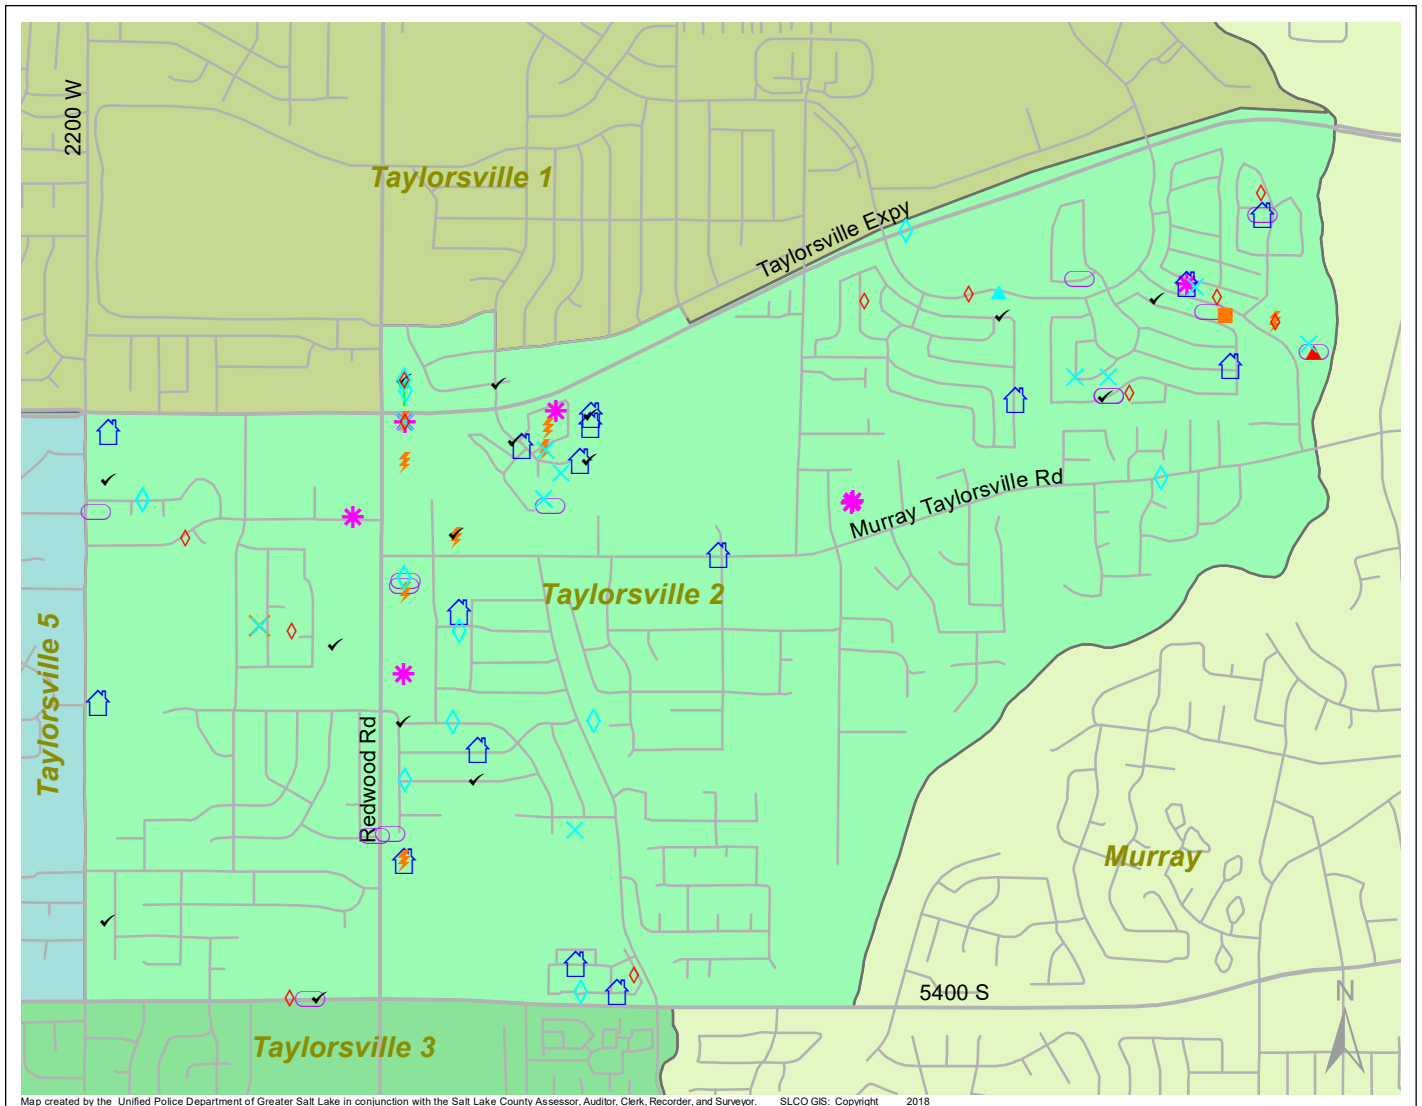 2200 W
Taylorsville 1
Taylorsville Expy
Murray Taylorsville Rd
Taylorsville 2
Taylorsville 5
Redwood Rd
Murray
5400 S
N
Taylorsville 3
Map created by the Unified Police Department of Greater Salt Lake in conjunction with the Salt Lake County Assessor, Auditor, Clerk, Recorder, and Surveyor. SLCO GIS: Copyright 2018